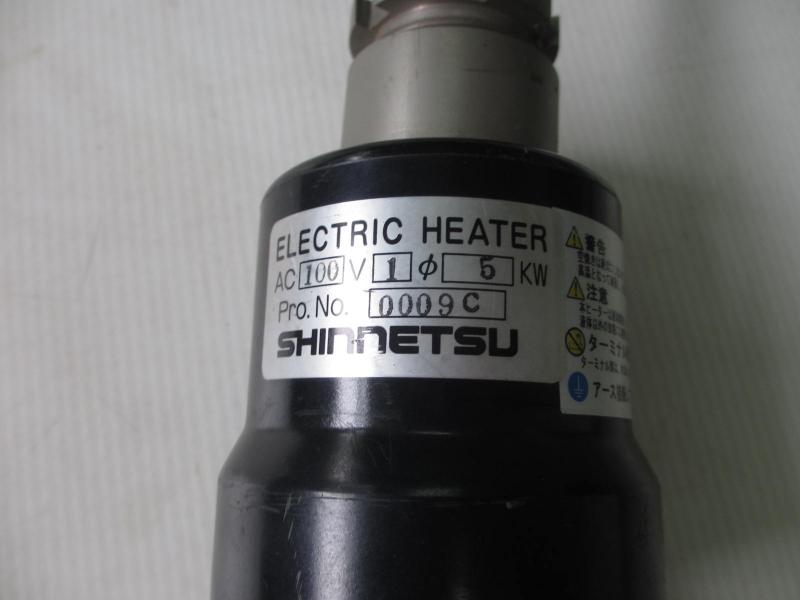 ELECTRIC HEATER
AC 100 V 1 φ 5 KW
Pro. No. 0009 C
SHINNETSU
警告
注意
ターミナル
アース